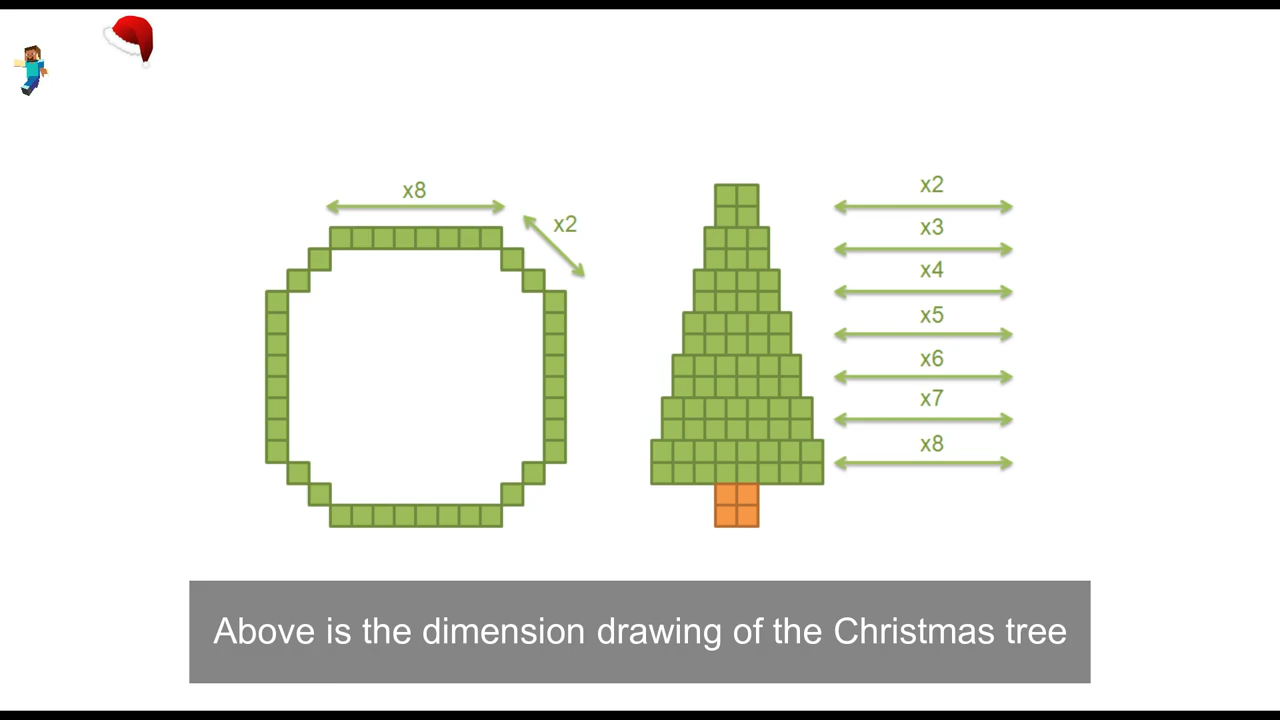 x8
x2
x2
x3
x4
x5
x6
x7
x8
Above is the dimension drawing of the Christmas tree